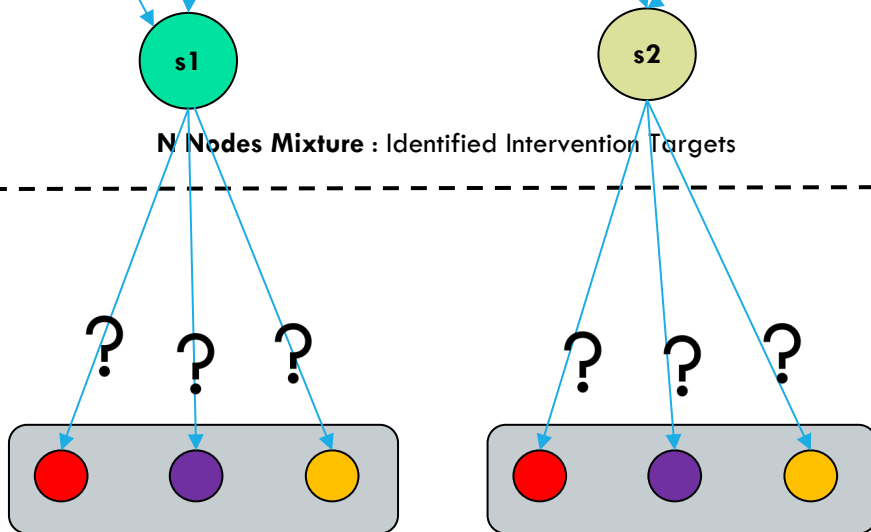 s1
s2
N Nodes Mixture : Identified Intervention Targets
? ? ? ? ? ?